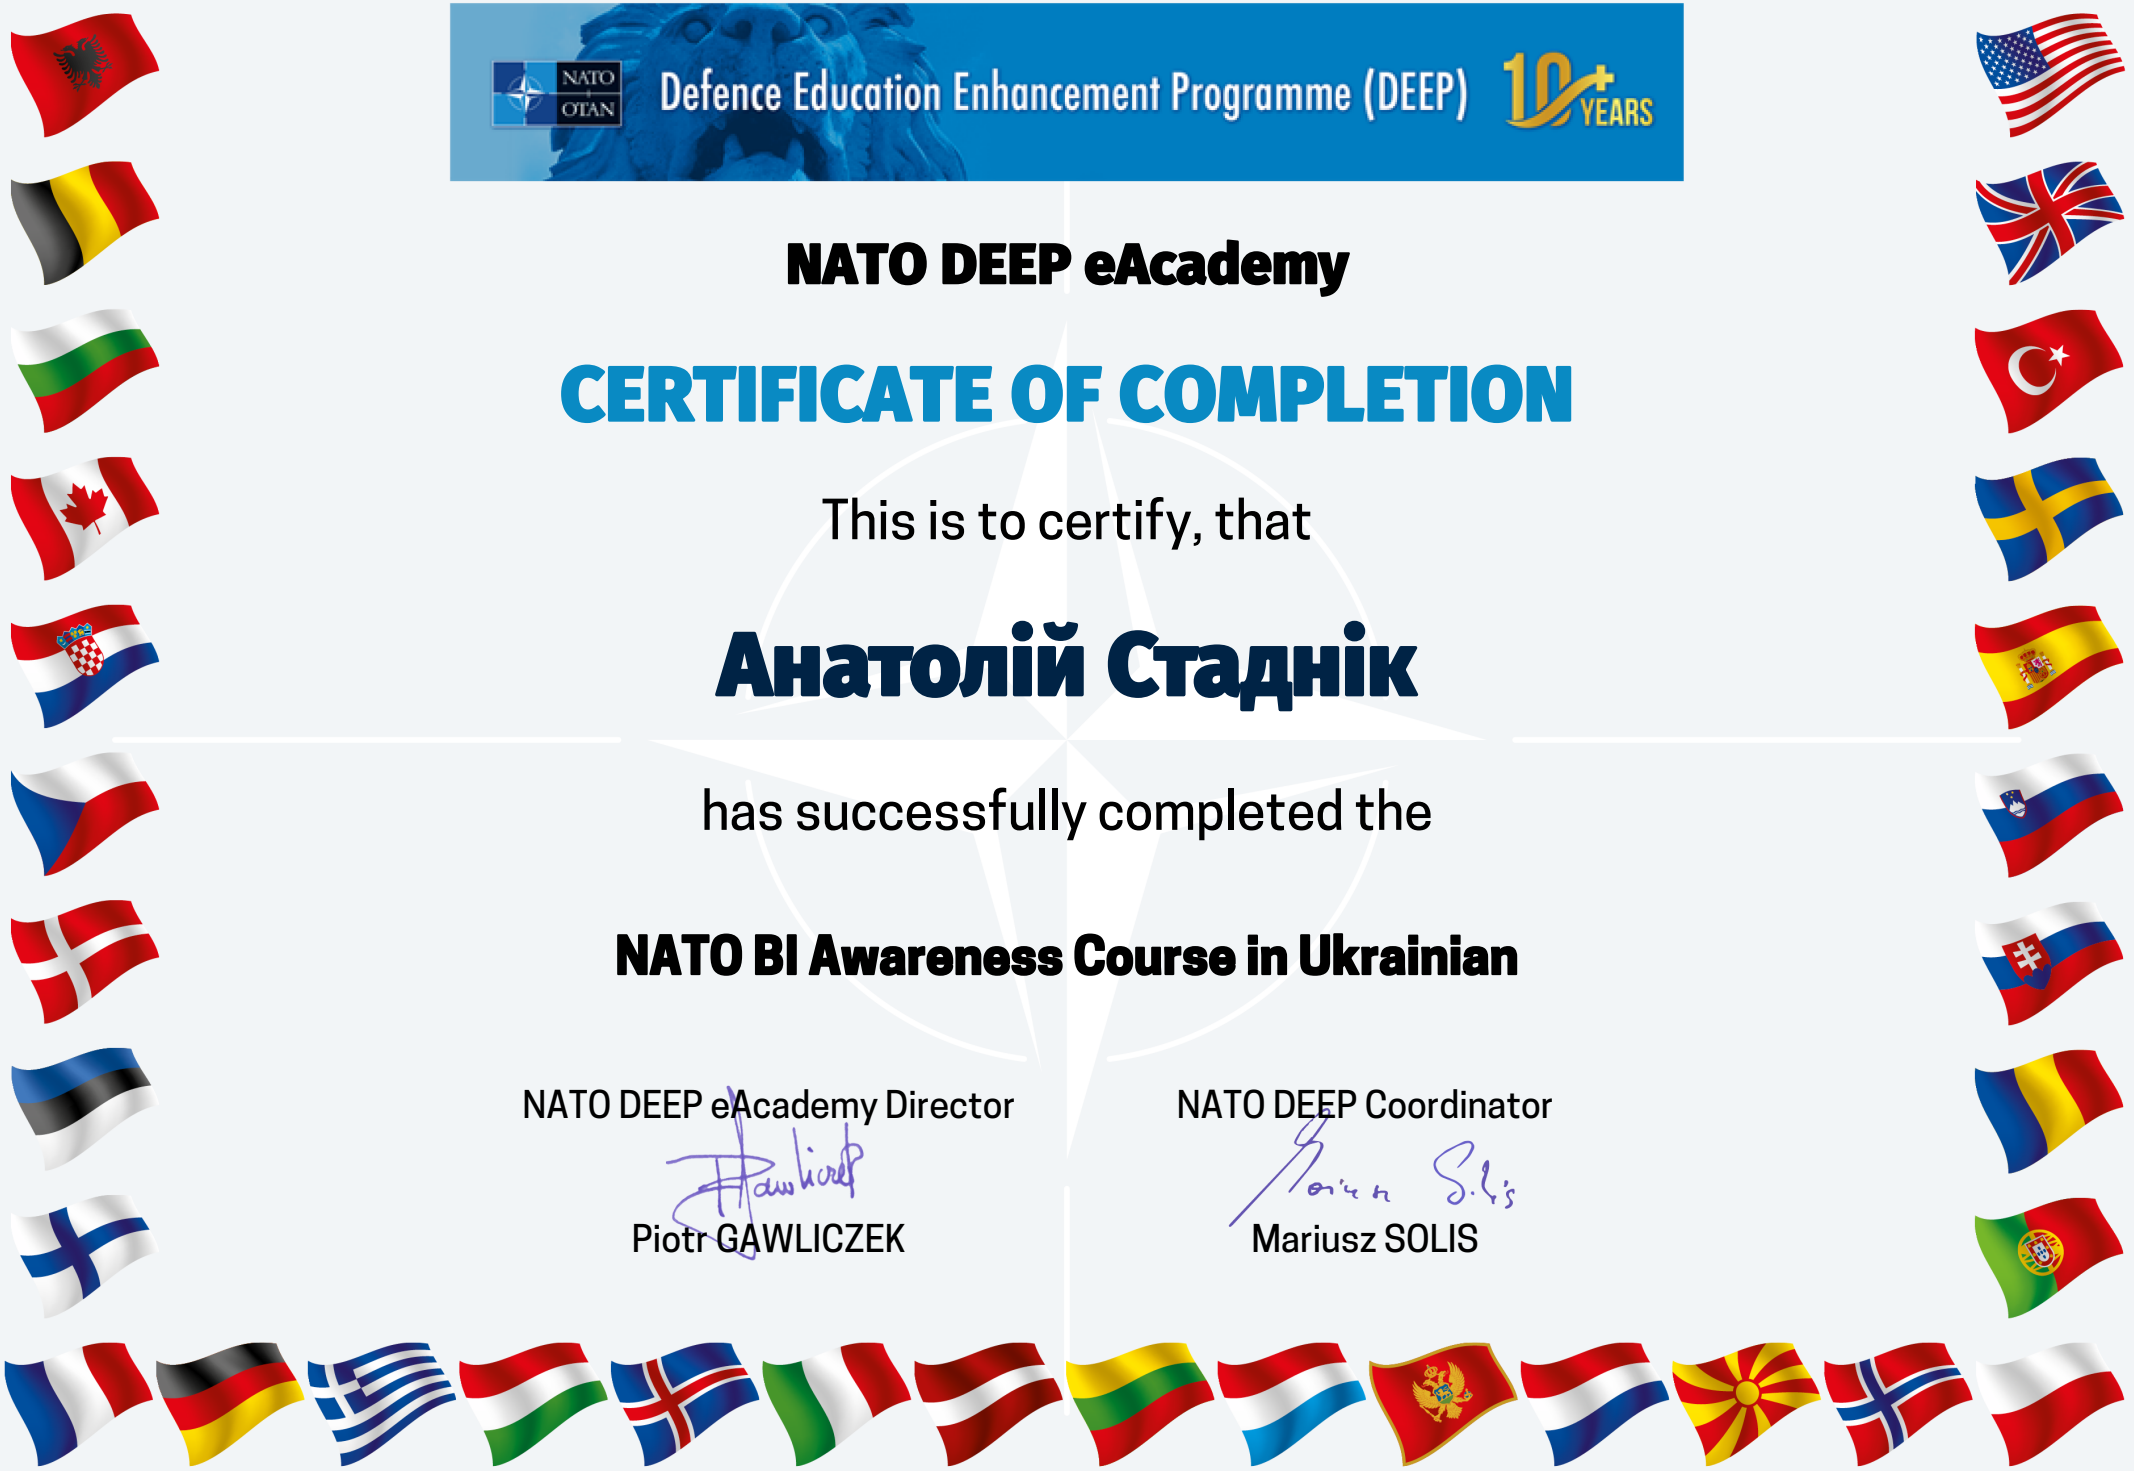 NATO
OTAN
Defence Education Enhancement Programme (DEEP)
10+ YEARS
NATO DEEP eAcademy
CERTIFICATE OF COMPLETION
This is to certify, that
Анатолій Стаднік
has successfully completed the
NATO BI Awareness Course in Ukrainian
NATO DEEP eAcademy Director
NATO DEEP Coordinator
Piotr GAWLICZEK
Mariusz SOLIS